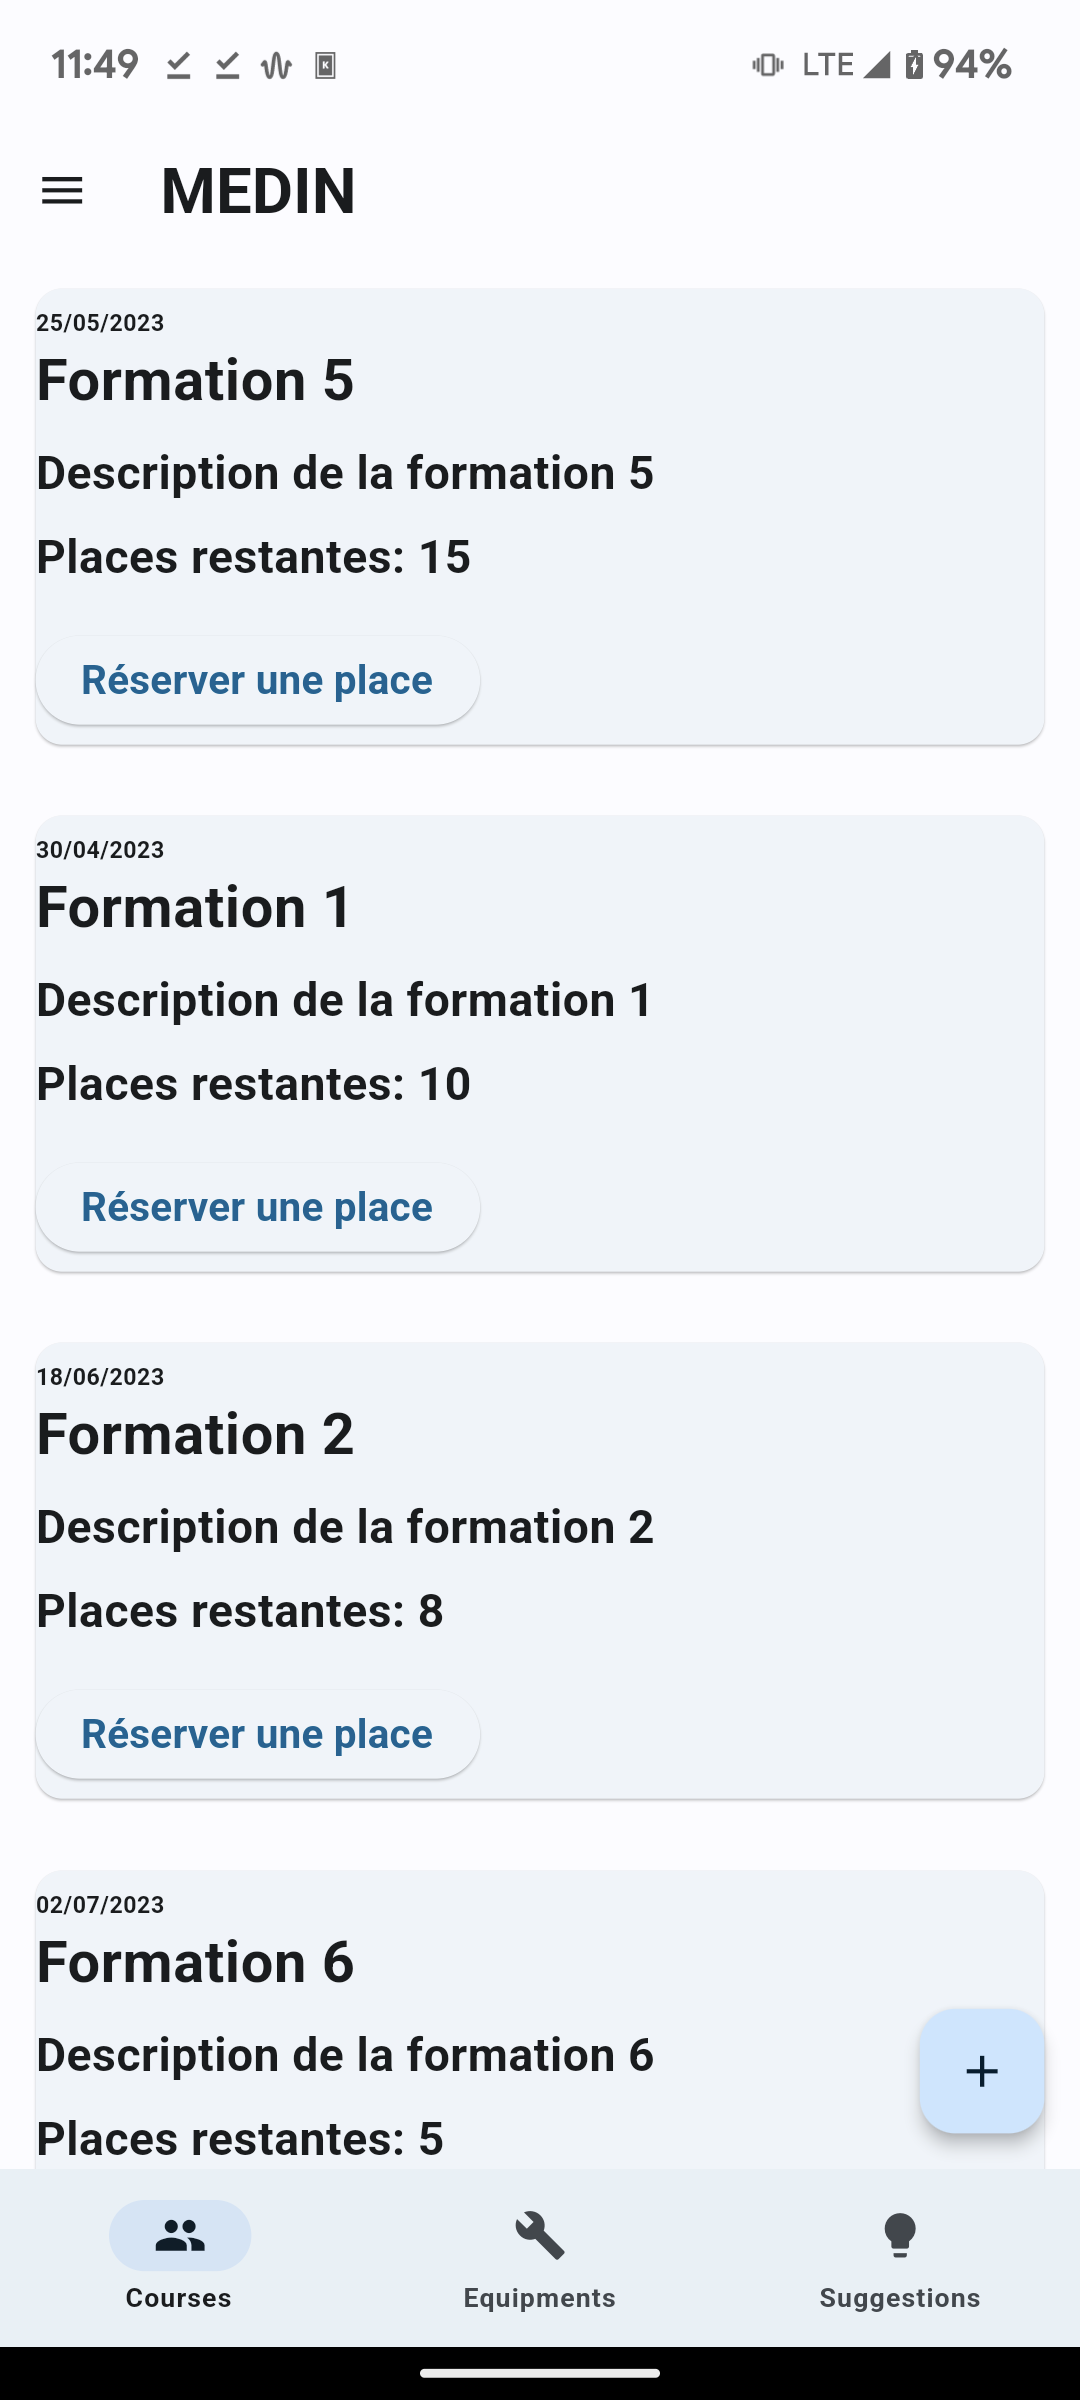 11:49
LTE 94%
MEDIN
25/05/2023
Formation 5
Description de la formation 5
Places restantes: 15
Réserver une place
30/04/2023
Formation 1
Description de la formation 1
Places restantes: 10
Réserver une place
18/06/2023
Formation 2
Description de la formation 2
Places restantes: 8
Réserver une place
02/07/2023
Formation 6
Description de la formation 6
Places restantes: 5
Courses
Equipments
Suggestions